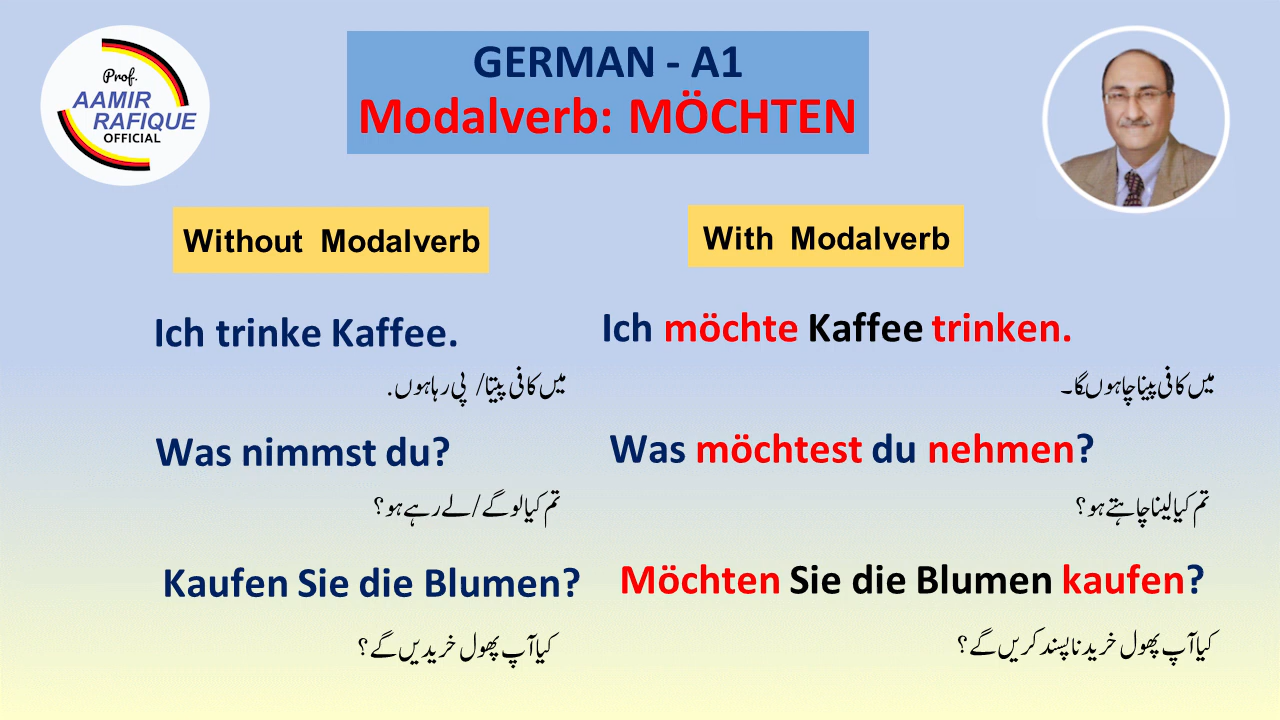 Prof.
AAMIR
RAFIQUE
OFFICIAL
GERMAN - A1
Modalverb: MÖCHTEN
Without Modalverb
With Modalverb
Ich trinke Kaffee.
Ich möchte Kaffee trinken.
میں کافی پیتا/ پی رہا ہوں.
میں کافی پینا چاہوں گا۔
Was nimmst du?
Was möchtest du nehmen?
تم کیا لو گے/لے رہے ہو؟
تم کیا لینا چاہتے ہو؟
Kaufen Sie die Blumen?
Möchten Sie die Blumen kaufen?
کیا آپ پھول خریدیں گے؟
کیا آپ پھول خریدنا پسند کریں گے؟